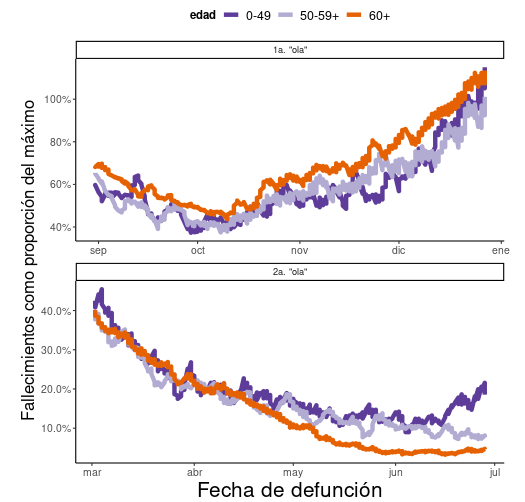 edad 0-49 50-59+ 60+
1a. "ola"
100%
80%
60%
40%
sep oct nov dic ene
2a. "ola"
40.0%
30.0%
20.0%
10.0%
mar abr may jun jul
Fallecimientos como proporción del máximo
Fecha de defunción